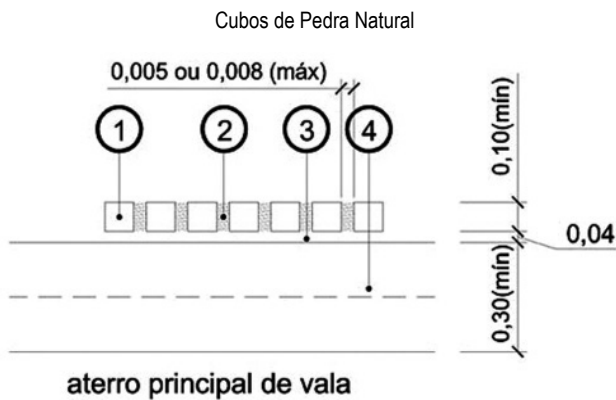 Cubos de Pedra Natural
0,005 ou 0,008 (máx)
1 2 3 4
0,10(mín)
0,04
0,30(mín)
aterro principal de vala